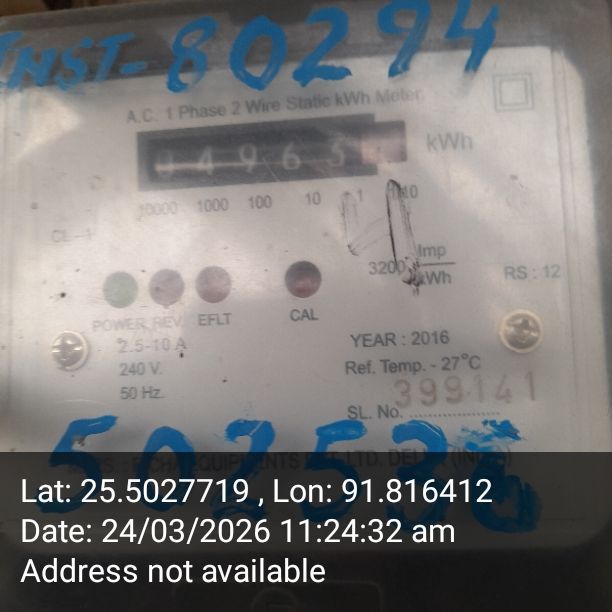 INST-80294
A.C. 1 Phase 2 Wire Static kWh Meter
0 4 9 6 5 kWh
10000 1000 100 10 1 1/10
CL-1
3200 Imp/kWh
RS : 12
POWER REV. EFLT CAL
2.5-10 A
240 V.
50 Hz.
YEAR : 2016
Ref. Temp. - 27°C
SL. No. 399141
Lat: 25.5027719 , Lon: 91.816412
Date: 24/03/2026 11:24:32 am
Address not available